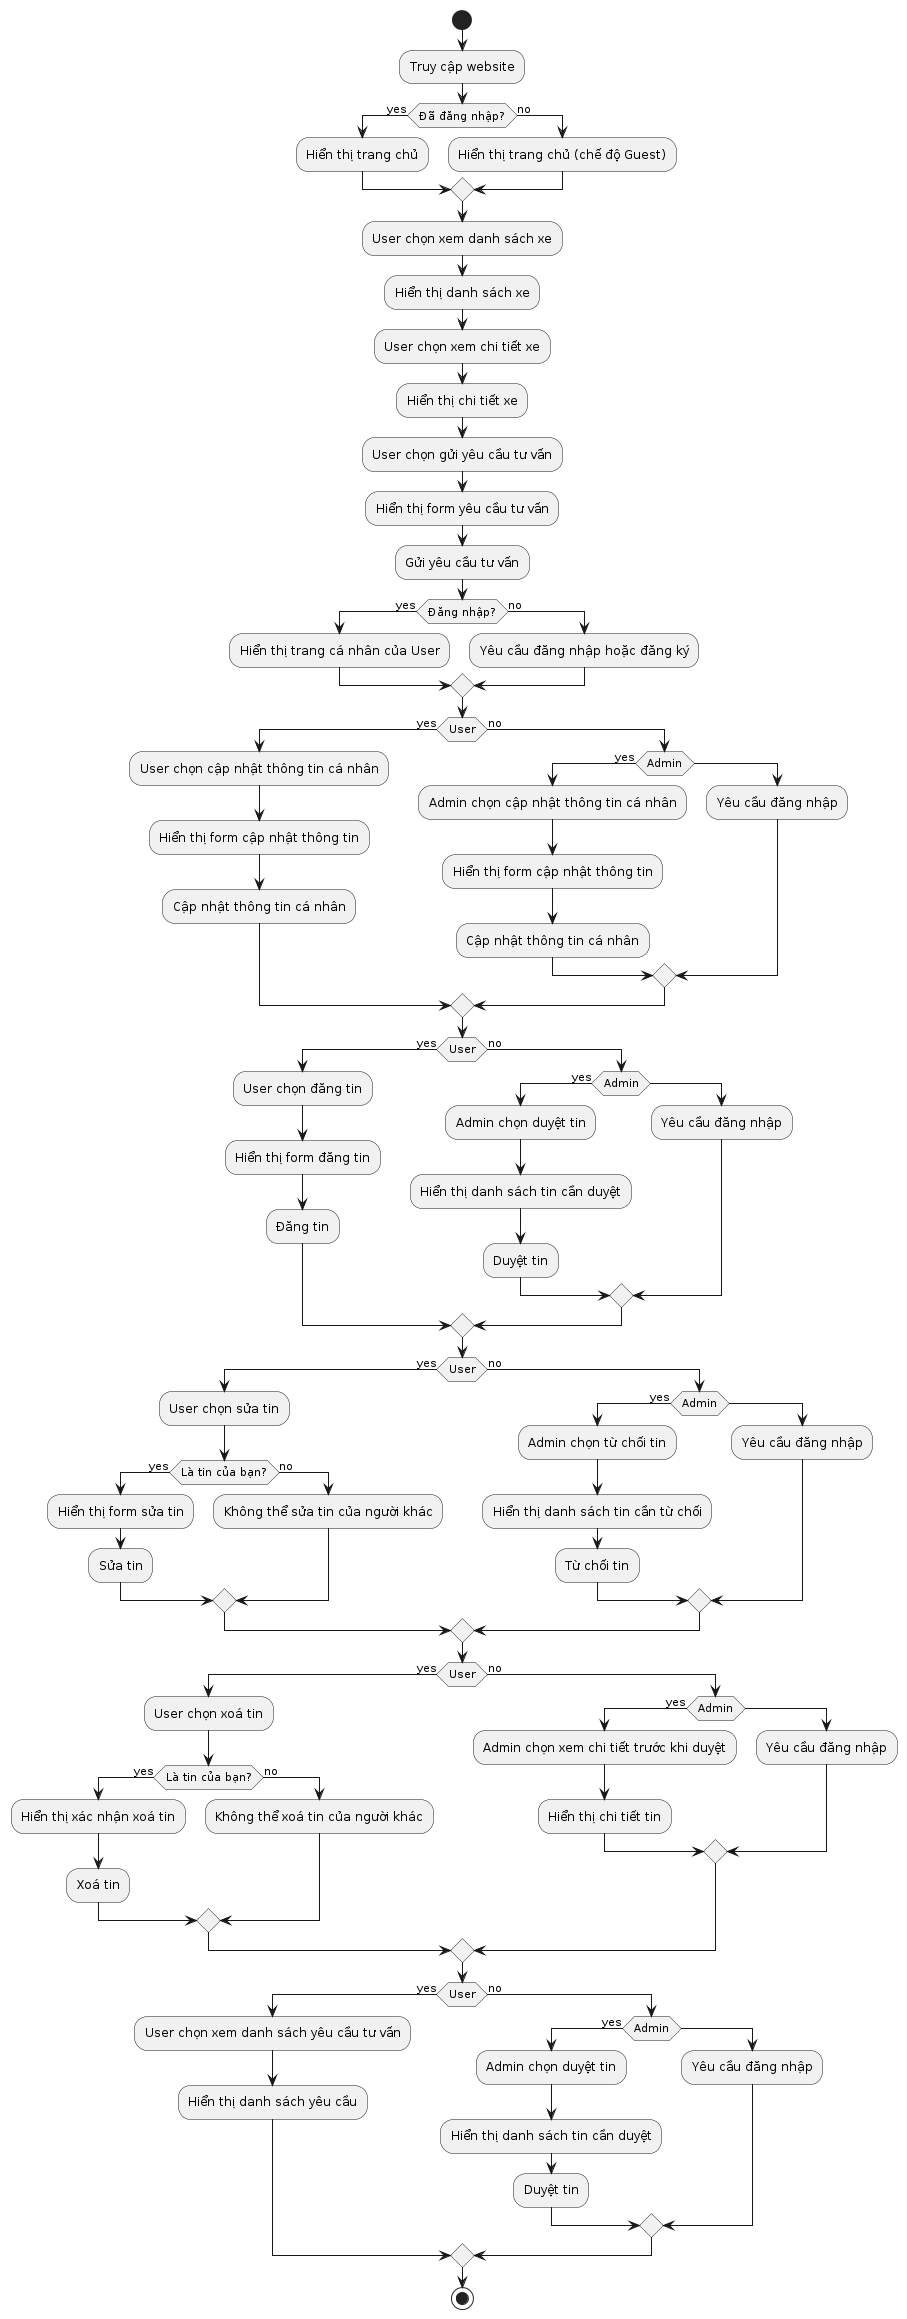 Truy cập website
yes
Đã đăng nhập?
no
Hiển thị trang chủ
Hiển thị trang chủ (chế độ Guest)
User chọn xem danh sách xe
Hiển thị danh sách xe
User chọn xem chi tiết xe
Hiển thị chi tiết xe
User chọn gửi yêu cầu tư vấn
Hiển thị form yêu cầu tư vấn
Gửi yêu cầu tư vấn
yes
Đăng nhập?
no
Hiển thị trang cá nhân của User
Yêu cầu đăng nhập hoặc đăng ký
yes
User
no
User chọn cập nhật thông tin cá nhân
Hiển thị form cập nhật thông tin
Cập nhật thông tin cá nhân
yes
Admin
Admin chọn cập nhật thông tin cá nhân
Yêu cầu đăng nhập
Hiển thị form cập nhật thông tin
Cập nhật thông tin cá nhân
yes
User
no
User chọn đăng tin
Hiển thị form đăng tin
Đăng tin
yes
Admin
Admin chọn duyệt tin
Yêu cầu đăng nhập
Hiển thị danh sách tin cần duyệt
Duyệt tin
yes
User
no
User chọn sửa tin
yes
Là tin của bạn?
no
Hiển thị form sửa tin
Không thể sửa tin của người khác
Sửa tin
yes
Admin
Admin chọn từ chối tin
Yêu cầu đăng nhập
Hiển thị danh sách tin cần từ chối
Từ chối tin
yes
User
no
User chọn xoá tin
yes
Là tin của bạn?
no
Hiển thị xác nhận xoá tin
Không thể xoá tin của người khác
Xoá tin
yes
Admin
Admin chọn xem chi tiết trước khi duyệt
Yêu cầu đăng nhập
Hiển thị chi tiết tin
yes
User
no
User chọn xem danh sách yêu cầu tư vấn
Hiển thị danh sách yêu cầu
yes
Admin
Admin chọn duyệt tin
Yêu cầu đăng nhập
Hiển thị danh sách tin cần duyệt
Duyệt tin